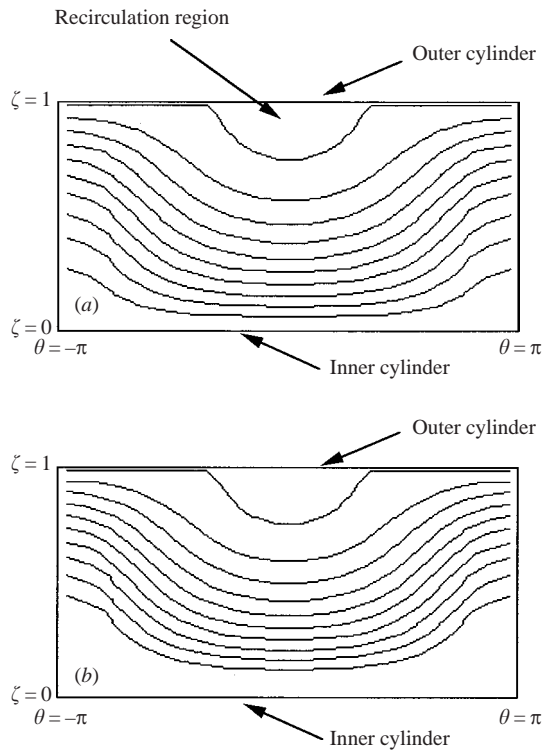 Recirculation region
Outer cylinder
ζ = 1
(a)
ζ = 0
θ = –π
θ = π
Inner cylinder
Outer cylinder
ζ = 1
(b)
ζ = 0
θ = –π
θ = π
Inner cylinder